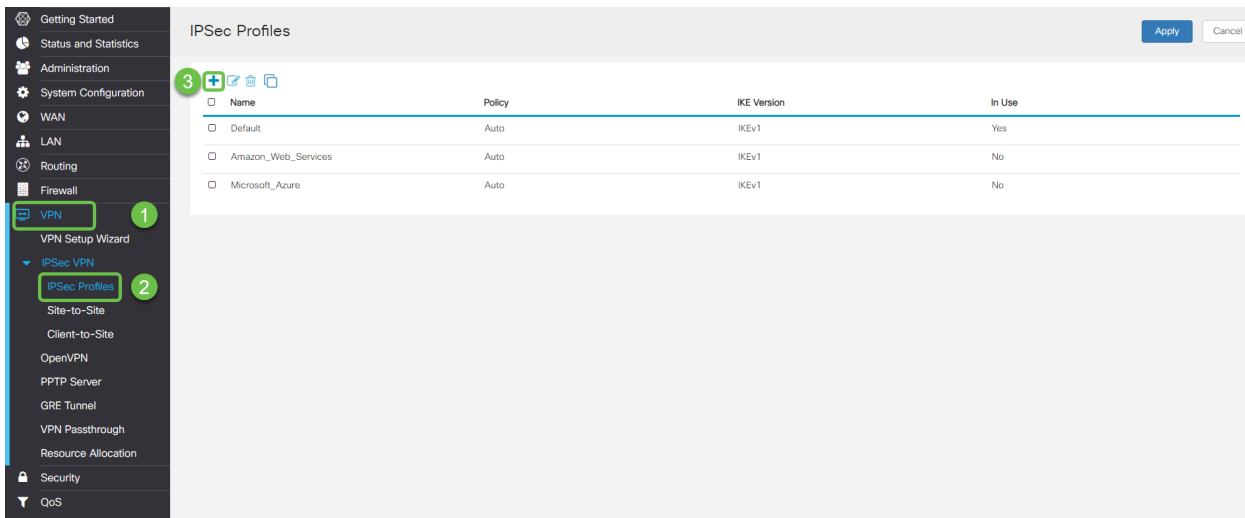 Getting Started
Status and Statistics
Administration
System Configuration
WAN
LAN
Routing
Firewall
VPN 1
VPN Setup Wizard
IPSec VPN
IPSec Profiles 2
Site-to-Site
Client-to-Site
OpenVPN
PPTP Server
GRE Tunnel
VPN Passthrough
Resource Allocation
Security
QoS
IPSec Profiles Apply Cancel
3
Name Policy IKE Version In Use
Default Auto IKEv1 Yes
Amazon_Web_Services Auto IKEv1 No
Microsoft_Azure Auto IKEv1 No